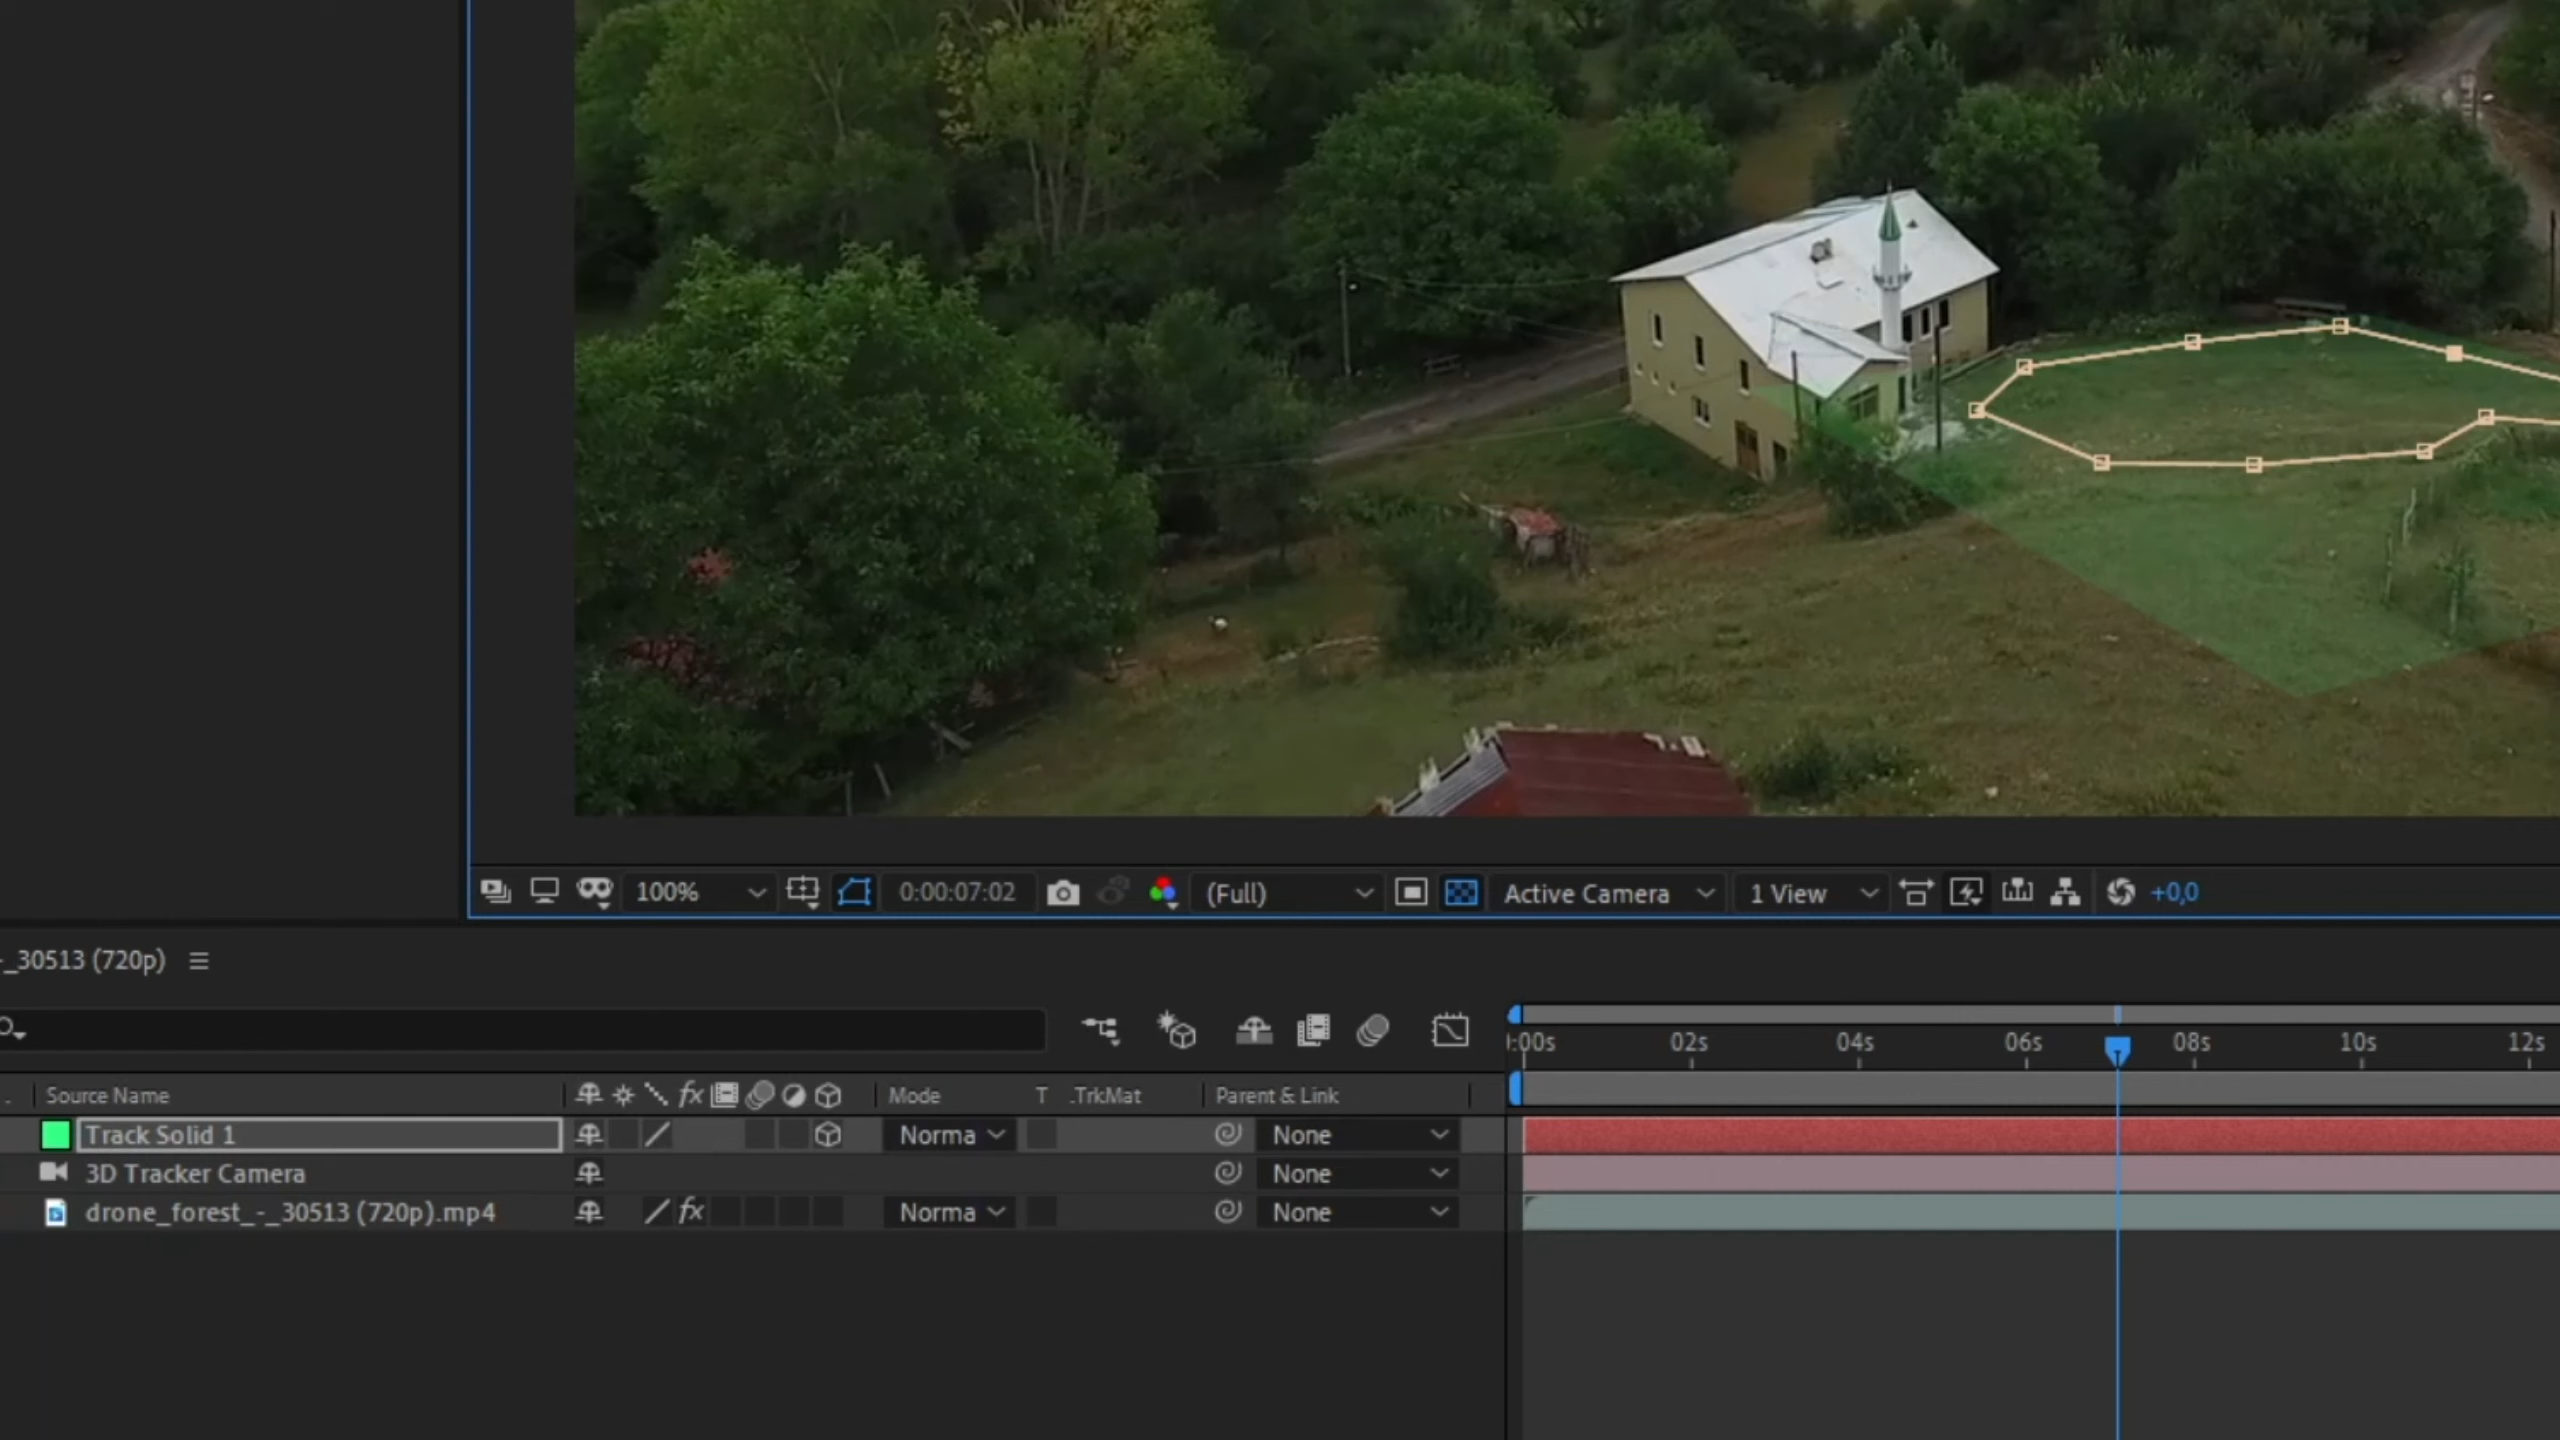 100%
0:00:07:02
(Full)
Active Camera
1 View
+0,0
-_30513 (720p)
:00s
02s
04s
06s
08s
10s
12s
Source Name
fx
Mode
T
.TrkMat
Parent & Link
Track Solid 1
Norma
None
3D Tracker Camera
None
drone_forest_-_30513 (720p).mp4
fx
Norma
None